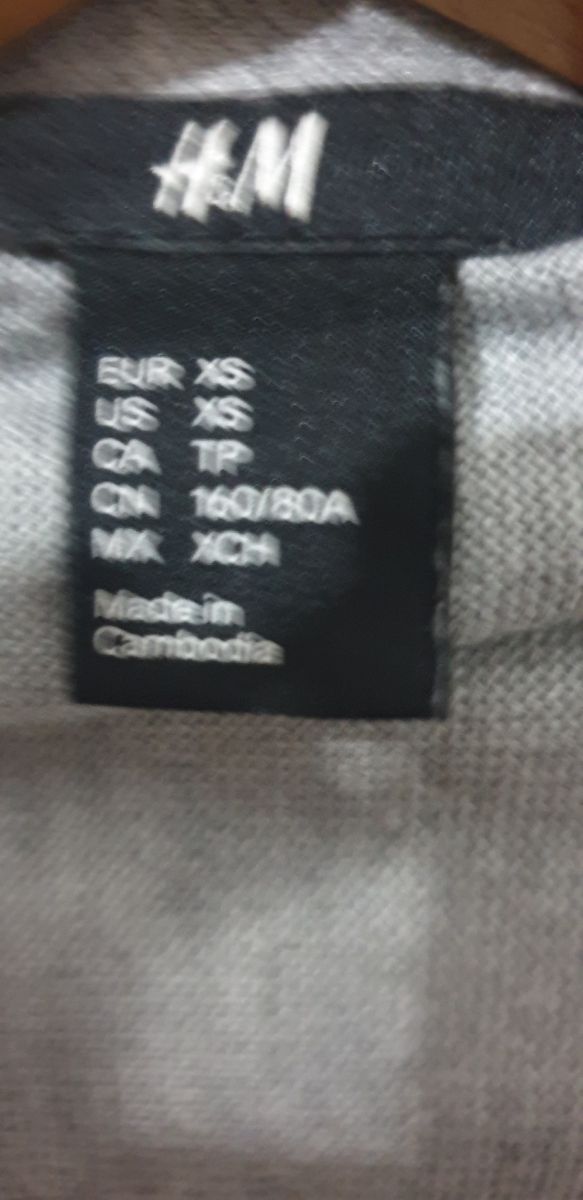 H&M
EUR XS
US XS
CA TP
CN 160/80A
MX XCH
Made in
Cambodia